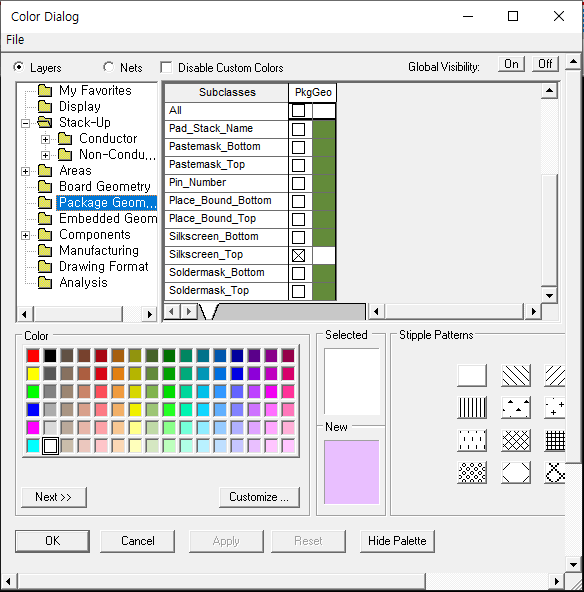 Color Dialog
File
Layers
Nets
Disable Custom Colors
Global Visibility:
On
Off
My Favorites
Display
Stack-Up
Conductor
Non-Condu...
Areas
Board Geometry
Package Geom...
Embedded Geom
Components
Manufacturing
Drawing Format
Analysis
Subclasses
PkgGeo
All
Pad_Stack_Name
Pastemask_Bottom
Pastemask_Top
Pin_Number
Place_Bound_Bottom
Place_Bound_Top
Silkscreen_Bottom
Silkscreen_Top
Soldermask_Bottom
Soldermask_Top
Color
Next >>
Customize ...
Selected
New
Stipple Patterns
OK
Cancel
Apply
Reset
Hide Palette